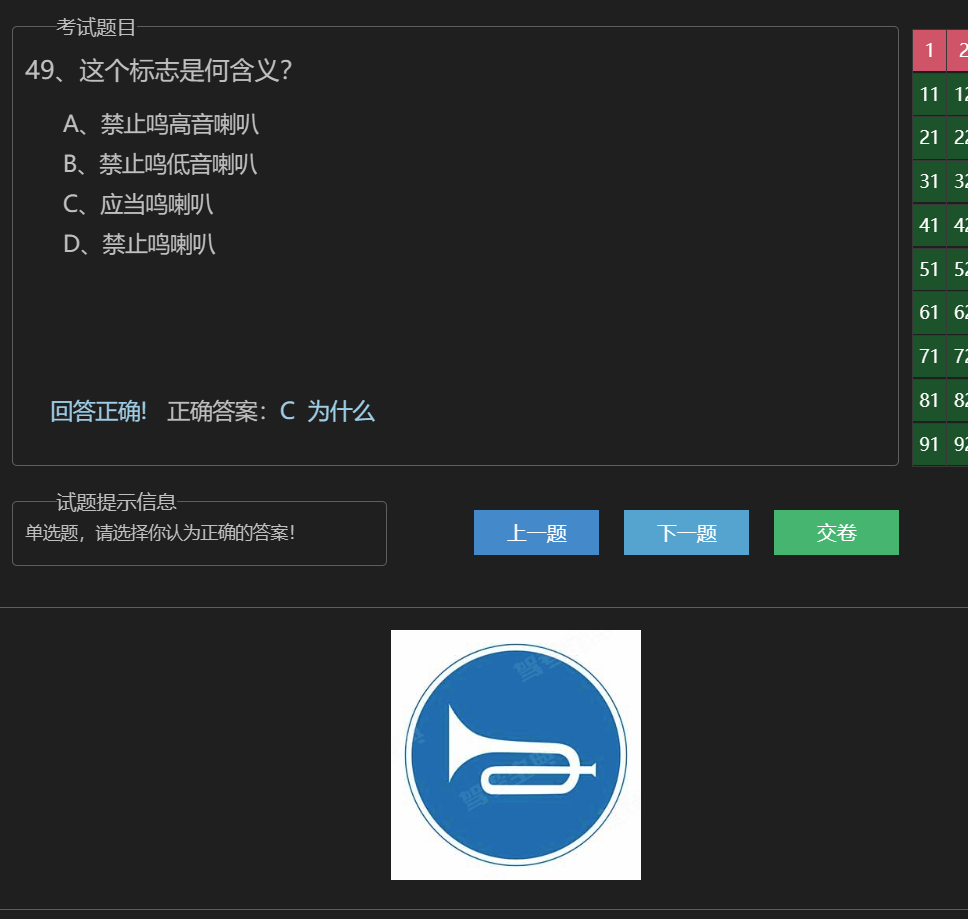 考试题目
49、这个标志是何含义？
A、禁止鸣高音喇叭
B、禁止鸣低音喇叭
C、应当鸣喇叭
D、禁止鸣喇叭
回答正确! 正确答案：C 为什么
1 2
11 12
21 22
31 32
41 42
51 52
61 62
71 72
81 82
91 92
试题提示信息
单选题，请选择你认为正确的答案！
上一题 下一题 交卷